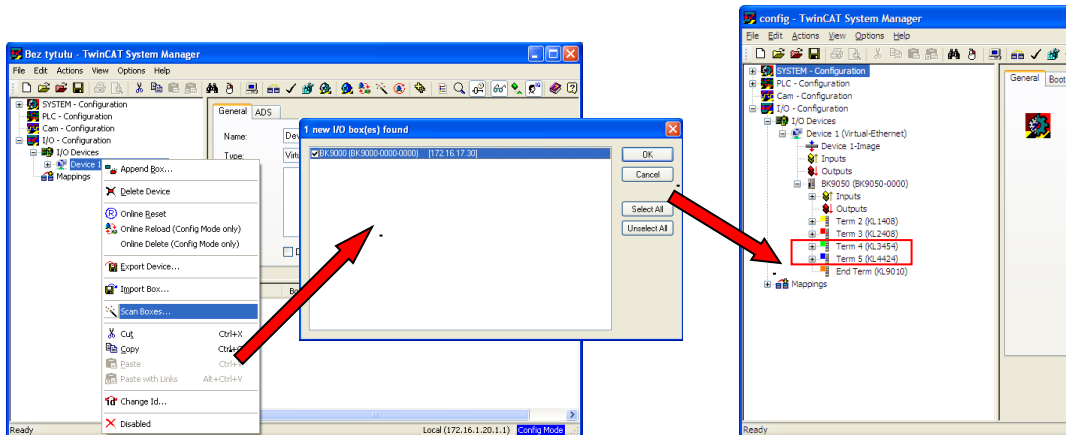 Bez tytułu - TwinCAT System Manager
File Edit Actions View Options Help
SYSTEM - Configuration
PLC - Configuration
Cam - Configuration
I/O - Configuration
I/O Devices
Device 1
Mappings
General ADS
Name:
Type:
Append Box...
Delete Device
Online Reset
Online Reload (Config Mode only)
Online Delete (Config Mode only)
Export Device...
Import Box...
Scan Boxes...
Cut Ctrl+X
Copy
Paste
Paste with Links Alt+Ctrl+V
Change Id...
Disabled
Ready
Local (172.16.1.20.1.1) Config Mode
1 new I/O box(es) found
BK9000 (BK9000-0000-0000) [172.16.17.30]
OK
Cancel
Select All
Unselect All
config - TwinCAT System Manager
File Edit Actions View Options Help
SYSTEM - Configuration
PLC - Configuration
Cam - Configuration
I/O - Configuration
I/O Devices
Device 1 (Virtual-Ethernet)
Device 1-Image
Inputs
Outputs
BK9050 (BK9050-0000)
Inputs
Outputs
Term 2 (KL1408)
Term 3 (KL2408)
Term 4 (KL3454)
Term 5 (KL4424)
End Term (KL9010)
Mappings
General Boot
Ready